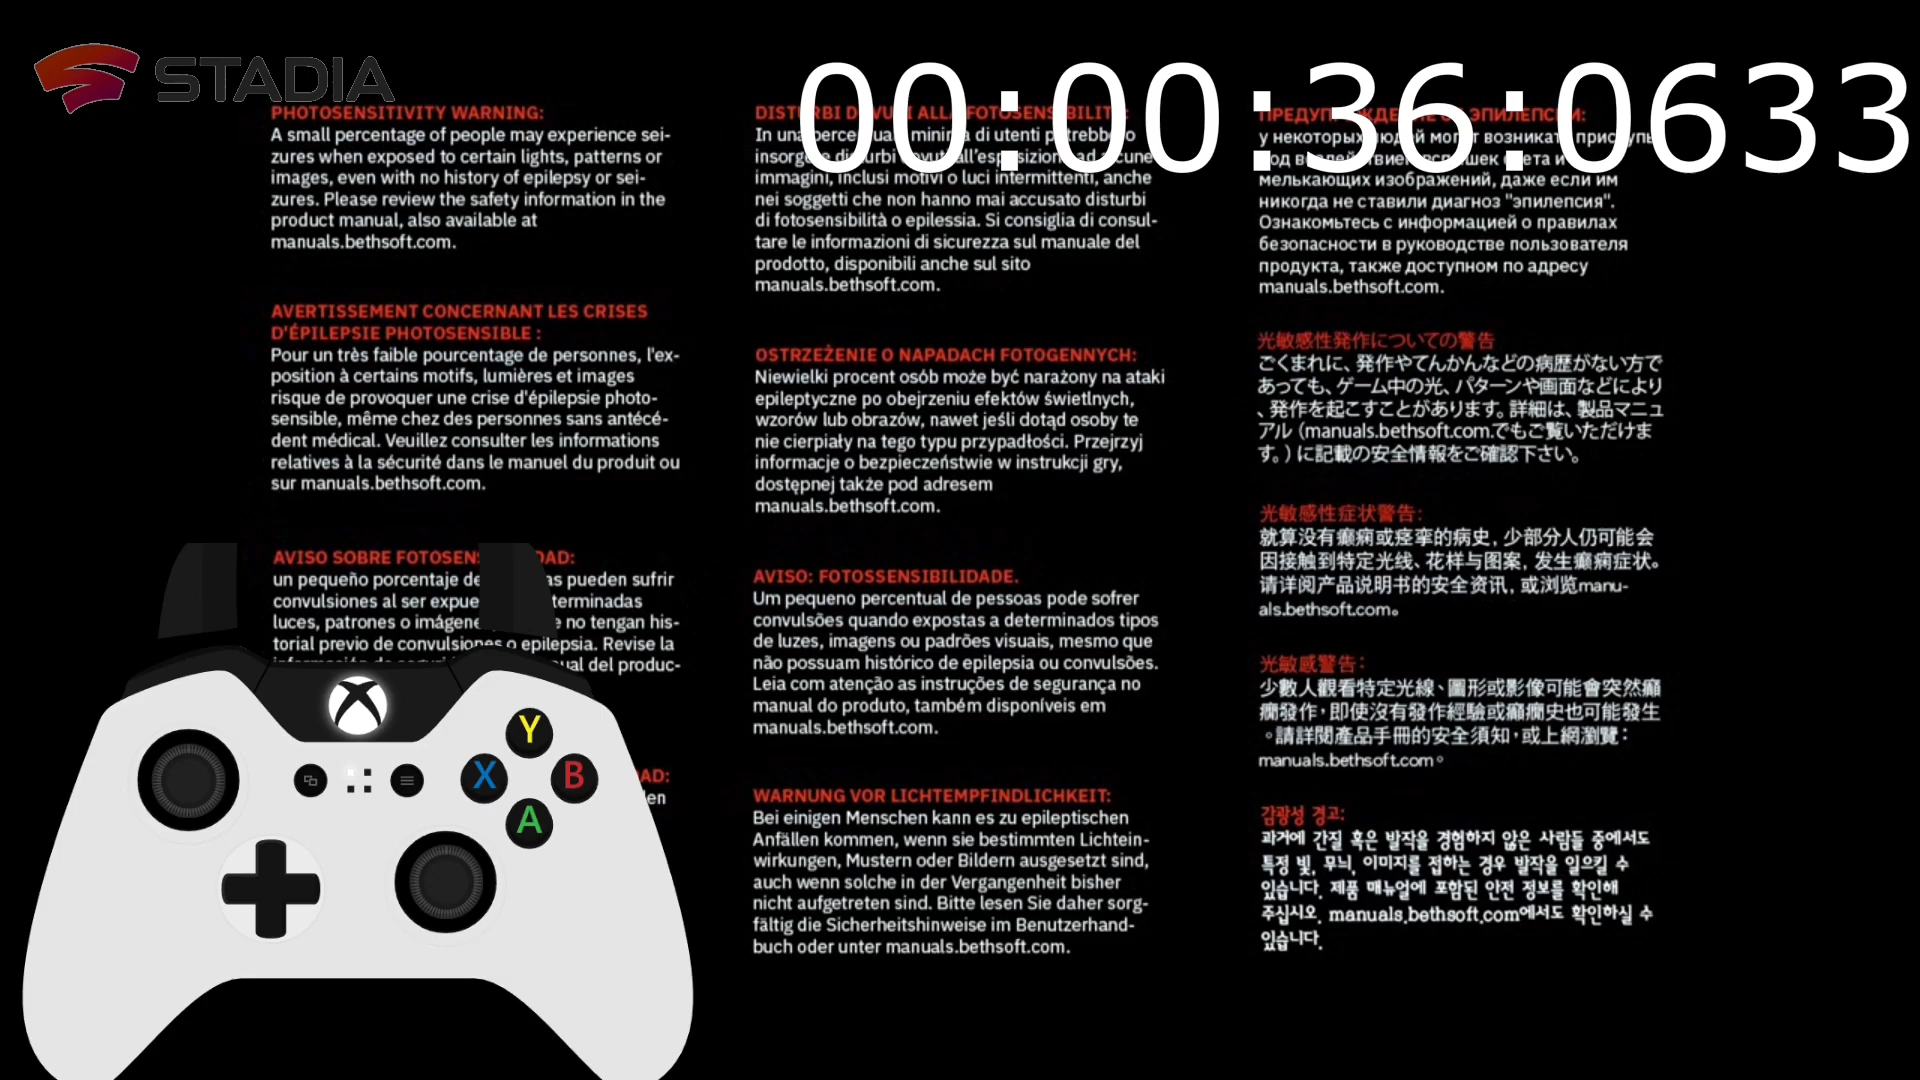 STADIA
00:00:36:0633
PHOTOSENSITIVITY WARNING:
A small percentage of people may experience sei-
zures when exposed to certain lights, patterns or
images, even with no history of epilepsy or sei-
zures. Please review the safety information in the
product manual, also available at
manuals.bethsoft.com.
AVERTISSEMENT CONCERNANT LES CRISES
D'ÉPILEPSIE PHOTOSENSIBLE :
Pour un très faible pourcentage de personnes, l'ex-
position à certains motifs, lumières et images
risque de provoquer une crise d'épilepsie photo-
sensible, même chez des personnes sans antécé-
dent médical. Veuillez consulter les informations
relatives à la sécurité dans le manuel du produit ou
sur manuals.bethsoft.com.
AVISO SOBRE
un pequeño porcentaje de pueden sufrir
convulsiones al ser
luces, patrones o no tengan his-
torial previo de convulsiones o epilepsia. Revise la
del produc-
Y
X
B
A
DISTURBI DOVUTI ALLA FOTOSENSIBILITÀ:
In una percentuale minima di utenti potrebbero
insorgere disturbi dovuti all'esposizione ad alcune
immagini, inclusi motivi o luci intermittenti, anche
nei soggetti che non hanno mai accusato disturbi
di fotosensibilità o epilessia. Si consiglia di consul-
tare le informazioni di sicurezza sul manuale del
prodotto, disponibili anche sul sito
manuals.bethsoft.com.
OSTRZEŻENIE O NAPADACH FOTOGENNYCH:
Niewielki procent osób może być narażony na ataki
epileptyczne po obejrzeniu efektów świetlnych,
wzorów lub obrazów, nawet jeśli dotąd osoby te
nie cierpiały na tego typu przypadłości. Przejrzyj
informacje o bezpieczeństwie w instrukcji gry,
dostępnej także pod adresem
manuals.bethsoft.com.
AVISO: FOTOSSENSIBILIDADE.
Um pequeno percentual de pessoas pode sofrer
convulsões quando expostas a determinados tipos
de luzes, imagens ou padrões visuais, mesmo que
não possuam histórico de epilepsia ou convulsões.
Leia com atenção as instruções de segurança no
manual do produto, também disponíveis em
manuals.bethsoft.com.
WARNUNG VOR LICHTEMPFINDLICHKEIT:
Bei einigen Menschen kann es zu epileptischen
Anfällen kommen, wenn sie bestimmten Lichtein-
wirkungen, Mustern oder Bildern ausgesetzt sind,
auch wenn solche in der Vergangenheit bisher
nicht aufgetreten sind. Bitte lesen Sie daher sorg-
fältig die Sicherheitshinweise im Benutzerhand-
buch oder unter manuals.bethsoft.com.
ПРЕДУПРЕЖДЕНИЕ ОБ ЭПИЛЕПСИИ:
у некоторых людей могут возникать приступы
под воздействием вспышек света и
мелькающих изображений, даже если им
никогда не ставили диагноз "эпилепсия".
Ознакомьтесь с информацией о правилах
безопасности в руководстве пользователя
продукта, также доступном по адресу
manuals.bethsoft.com.
光敏感性発作についての警告
ごくまれに、発作やてんかんなどの病歴がない方で
あっても、ゲーム中の光、パターンや画面などにより
、発作を起こすことがあります。詳細は、製品マニュ
アル（manuals.bethsoft.com.でもご覧いただけま
す。）に記載の安全情報をご確認下さい。
光敏感性症状警告：
就算没有癫痫或痉挛的病史，少部分人仍可能会
因接触到特定光线、花样与图案，发生癫痫症状。
请详阅产品说明书的安全资讯，或浏览manu-
als.bethsoft.com。
光敏感警告：
少數人觀看特定光線、圖形或影像可能會突然癲
癇發作，即使沒有發作經驗或癲癇史也可能發生
。請詳閱產品手冊的安全須知，或上網瀏覽：
manuals.bethsoft.com。
감광성 경고:
과거에 간질 혹은 발작을 경험하지 않은 사람들 중에서도
특정 빛, 무늬, 이미지를 접하는 경우 발작을 일으킬 수
있습니다. 제품 매뉴얼에 포함된 안전 정보를 확인해
주십시오. manuals.bethsoft.com에서도 확인하실 수
있습니다.